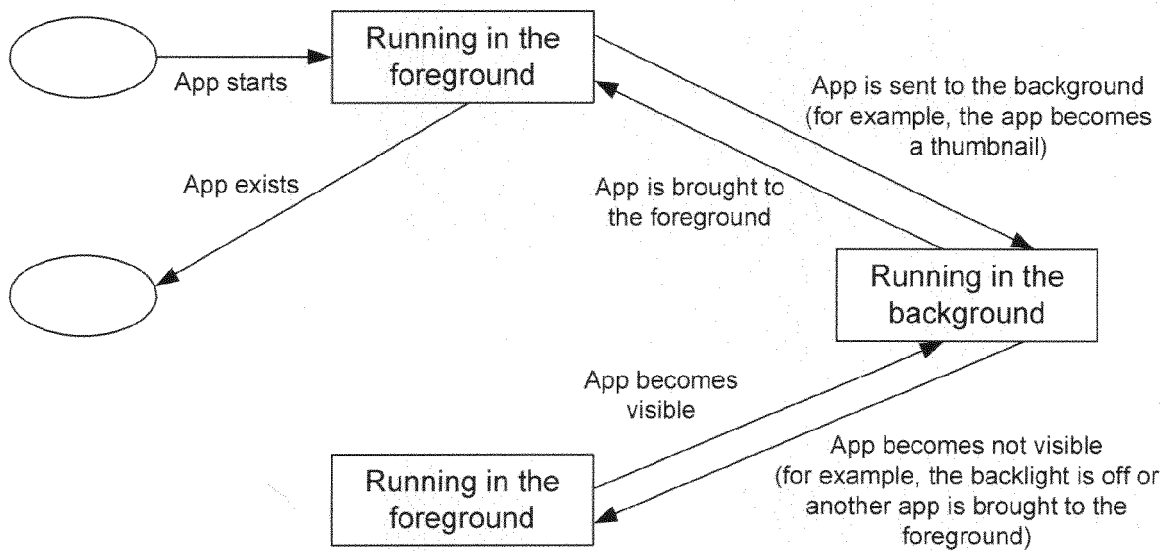 Running in the
foreground
App starts
App is sent to the background
(for example, the app becomes
a thumbnail)
App exists
App is brought to
the foreground
Running in the
background
App becomes
visible
App becomes not visible
(for example, the backlight is off or
another app is brought to the
foreground)
Running in the
foreground